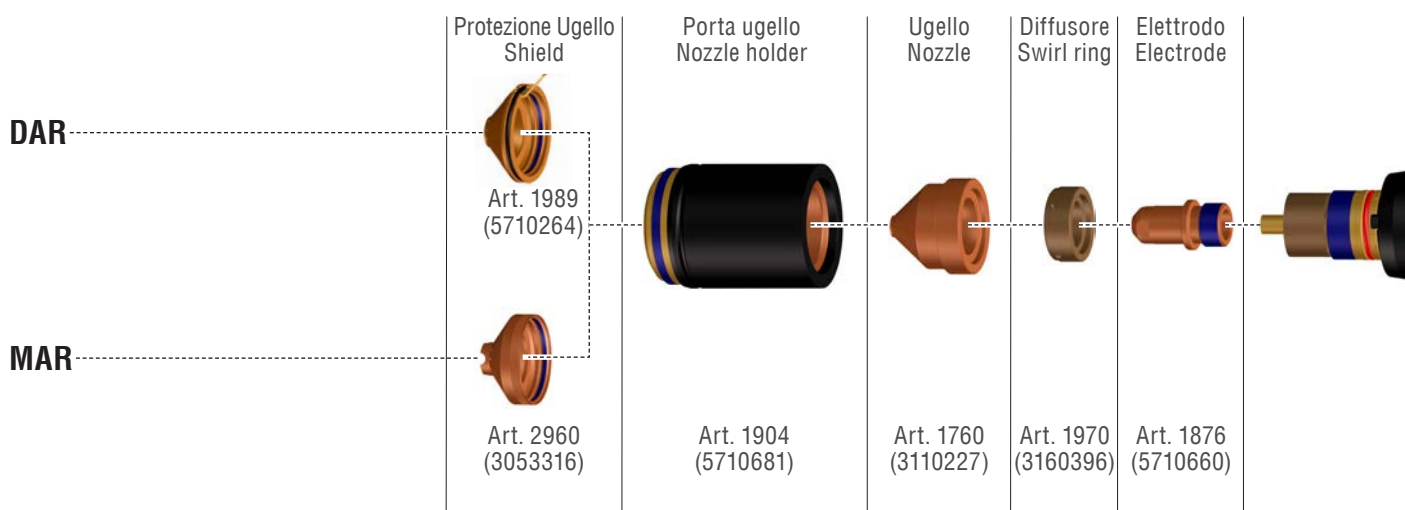 Protezione Ugello
Shield
Porta ugello
Nozzle holder
Ugello
Nozzle
Diffusore
Swirl ring
Elettrodo
Electrode
DAR
Art. 1989
(5710264)
MAR
Art. 2960
(3053316)
Art. 1904
(5710681)
Art. 1760
(3110227)
Art. 1970
(3160396)
Art. 1876
(5710660)